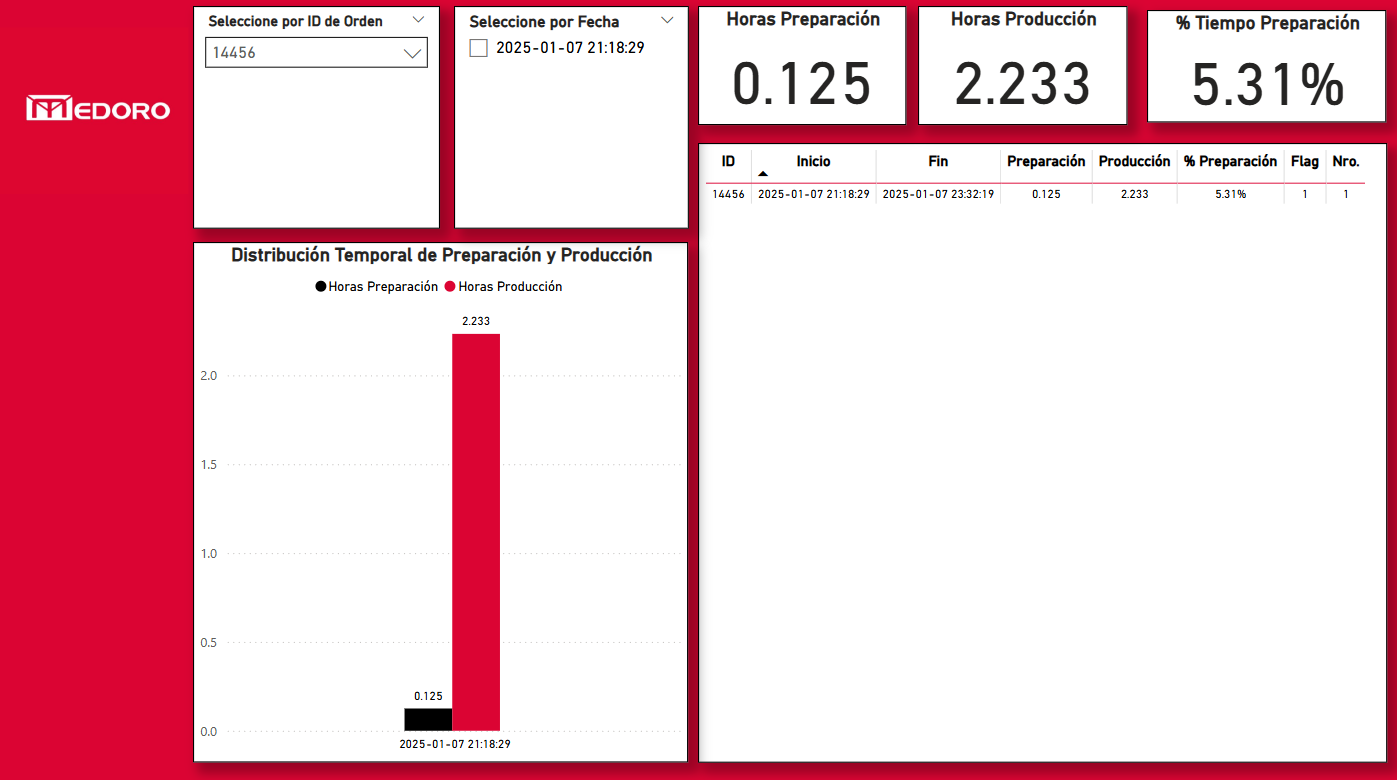 MEDORO
Seleccione por ID de Orden
14456
Seleccione por Fecha
2025-01-07 21:18:29
Horas Preparación
0.125
Horas Producción
2.233
% Tiempo Preparación
5.31%
Distribución Temporal de Preparación y Producción
Horas Preparación Horas Producción
2.233
2.0
1.5
1.0
0.5
0.125
0.0
2025-01-07 21:18:29
ID Inicio Fin Preparación Producción % Preparación Flag Nro.
14456 2025-01-07 21:18:29 2025-01-07 23:32:19 0.125 2.233 5.31% 1 1